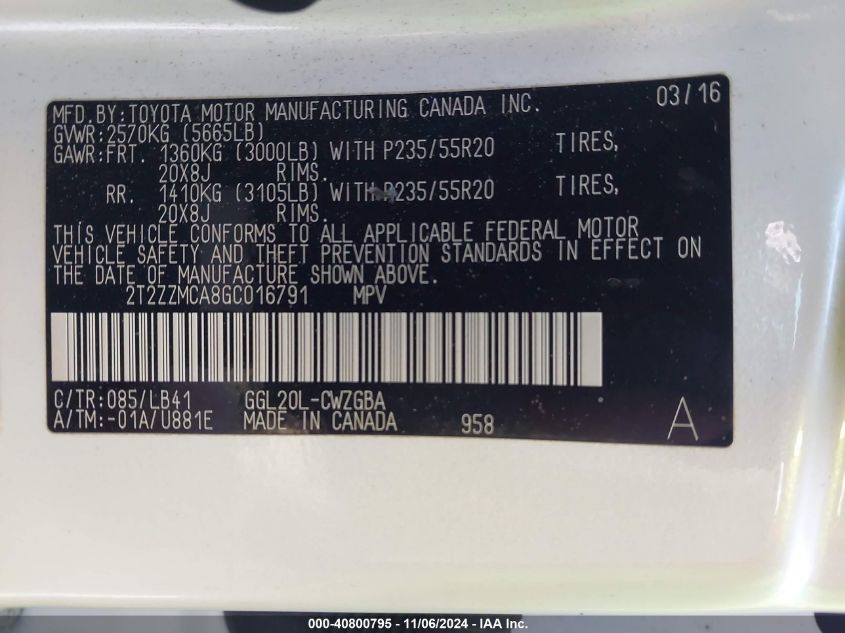 MFD.BY:TOYOTA MOTOR MANUFACTURING CANADA INC. 03/16
GVWR:2570KG (5665LB)
GAWR:FRT. 1360KG (3000LB) WITH P235/55R20 TIRES,
20X8J RIMS.
RR. 1410KG (3105LB) WITH P235/55R20 TIRES,
20X8J RIMS.
THIS VEHICLE CONFORMS TO ALL APPLICABLE FEDERAL MOTOR
VEHICLE SAFETY AND THEFT PREVENTION STANDARDS IN EFFECT ON
THE DATE OF MANUFACTURE SHOWN ABOVE.
2T2ZZMCA8GC016791 MPV
C/TR:085/LB41 GGL20L-CWZGBA
A/TM:-01A/U881E MADE IN CANADA 958 A
000-40800795 - 11/06/2024 - IAA Inc.